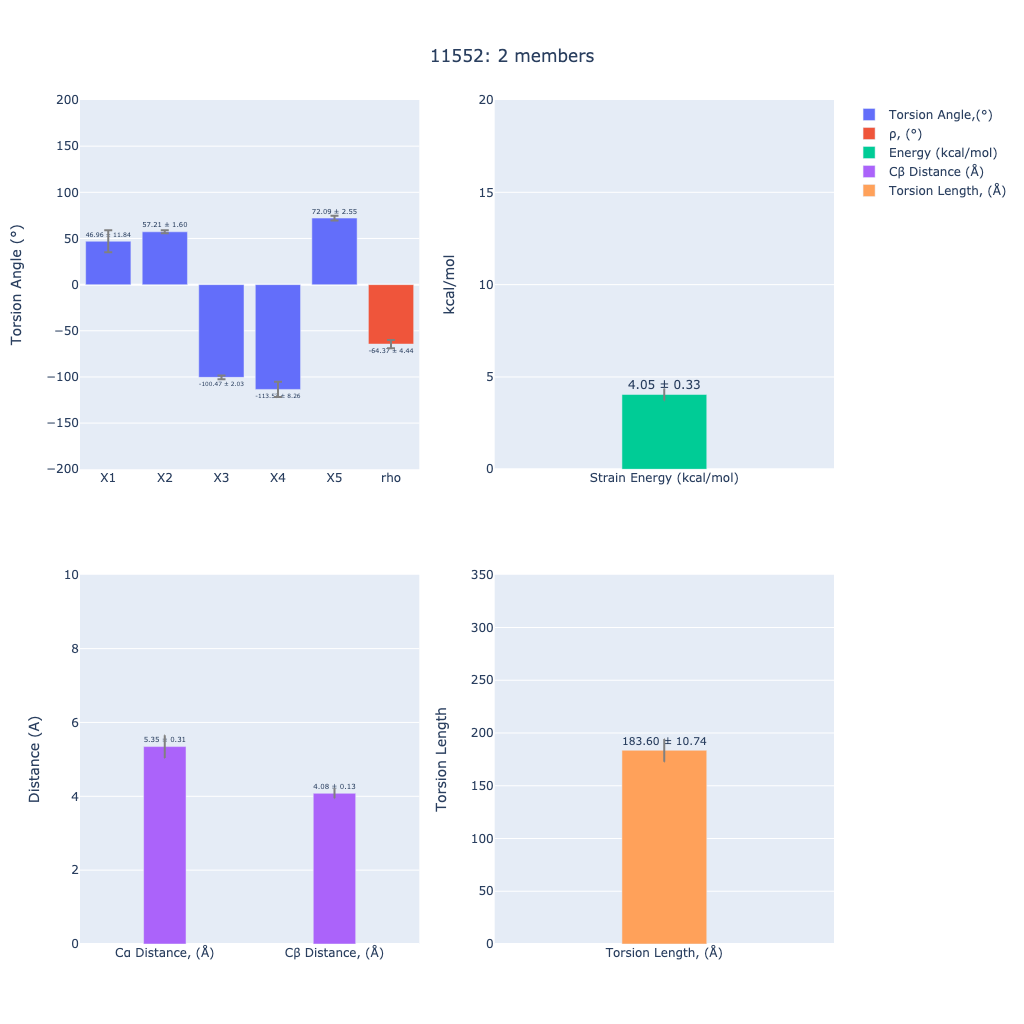 11552: 2 members
Torsion Angle (°)
200
150
100
50
0
−50
−100
−150
−200
46.96 ± 11.84
57.21 ± 1.60
-100.47 ± 2.03
± 8.26
72.09 ± 2.55
-64.37 ± 4.44
X1 X2 X3 X4 X5 rho
kcal/mol
20
15
10
5
0
4.05 ± 0.33
Strain Energy (kcal/mol)
Torsion Angle,(°)
ρ, (°)
Energy (kcal/mol)
Cβ Distance (Å)
Torsion Length, (Å)
Distance (A)
10
8
6
4
2
0
5.35 ± 0.31
4.08 ± 0.13
Cα Distance, (Å) Cβ Distance, (Å)
Torsion Length
350
300
250
200
150
100
50
0
183.60 ± 10.74
Torsion Length, (Å)